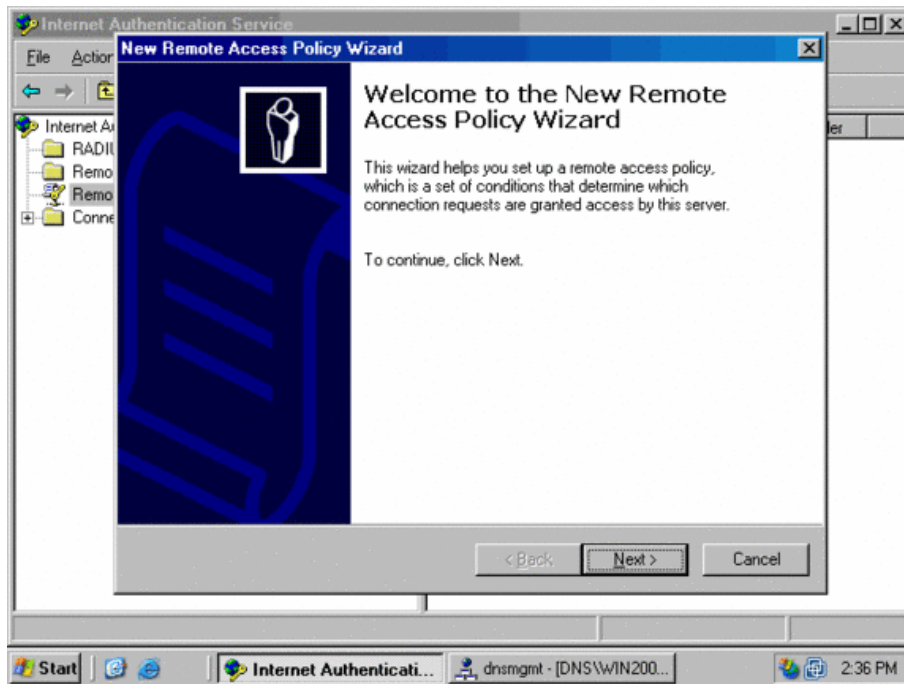 Internet Authentication Service
File Action
New Remote Access Policy Wizard
Welcome to the New Remote
Access Policy Wizard
This wizard helps you set up a remote access policy,
which is a set of conditions that determine which
connection requests are granted access by this server.
To continue, click Next.
Internet A
RADIU
Remo
Remo
Conne
der
< Back Next > Cancel
Start Internet Authenticati... dnsmgmt - [DNS\WIN200... 2:36 PM